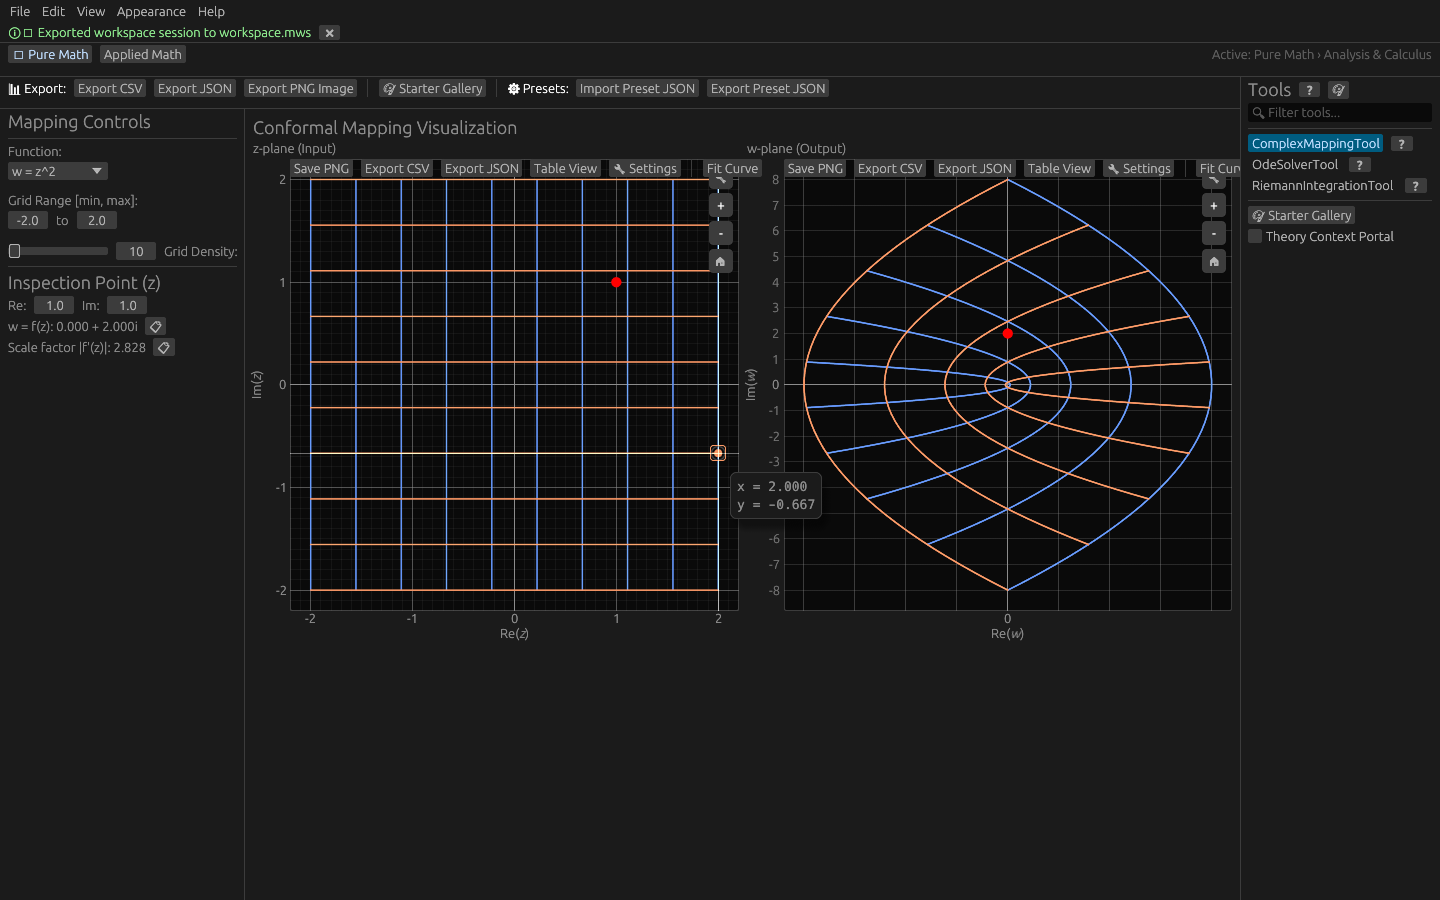 File Edit View Appearance Help
Exported workspace session to workspace.mws
Pure Math Applied Math Active: Pure Math › Analysis & Calculus
Export: Export CSV Export JSON Export PNG Image Starter Gallery Presets: Import Preset JSON Export Preset JSON
Mapping Controls
Function:
w = z^2
Grid Range [min, max]:
-2.0 to 2.0
10 Grid Density:
Inspection Point (z)
Re: 1.0 Im: 1.0
w = f(z): 0.000 + 2.000i
Scale factor |f'(z)|: 2.828
Conformal Mapping Visualization
z-plane (Input)
Save PNG Export CSV Export JSON Table View Settings Fit Curve
+
-
2
1
0
-1
-2
Im(z)
-2 -1 0 1 2
Re(z)
x = 2.000
y = -0.667
w-plane (Output)
Save PNG Export CSV Export JSON Table View Settings Fit Cur
+
-
8
7
6
5
4
3
2
1
0
-1
-2
-3
-6
-7
-8
Im(w)
0
Re(w)
Tools ?
Filter tools...
ComplexMappingTool ?
OdeSolverTool ?
RiemannIntegrationTool ?
Starter Gallery
Theory Context Portal